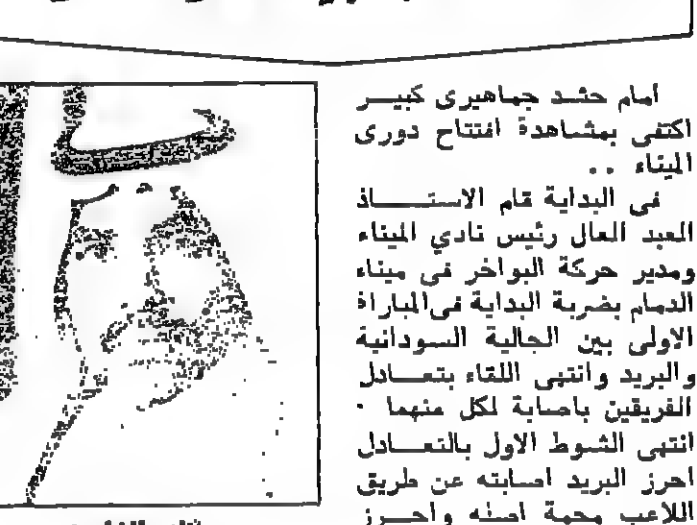 امام حشد جماهيرى كبير
اكتفى بمشاهدة افتتاح دورى
الميناء ..
فى البداية قام الاستاذ
العبد العال رئيس نادي الميناء
ومدير حركة البواخر فى ميناء
الدمام بضربة البداية فى المباراة
الاولى بين الجالية السودانية
والبريد وانتهى اللقاء بتعادل
الفريقين باصابة لكل منهما ·
انتهى الشوط الاول بالتعادل
احرز البريد اصابته عن طريق
اللاعب محمة اصله واحرز